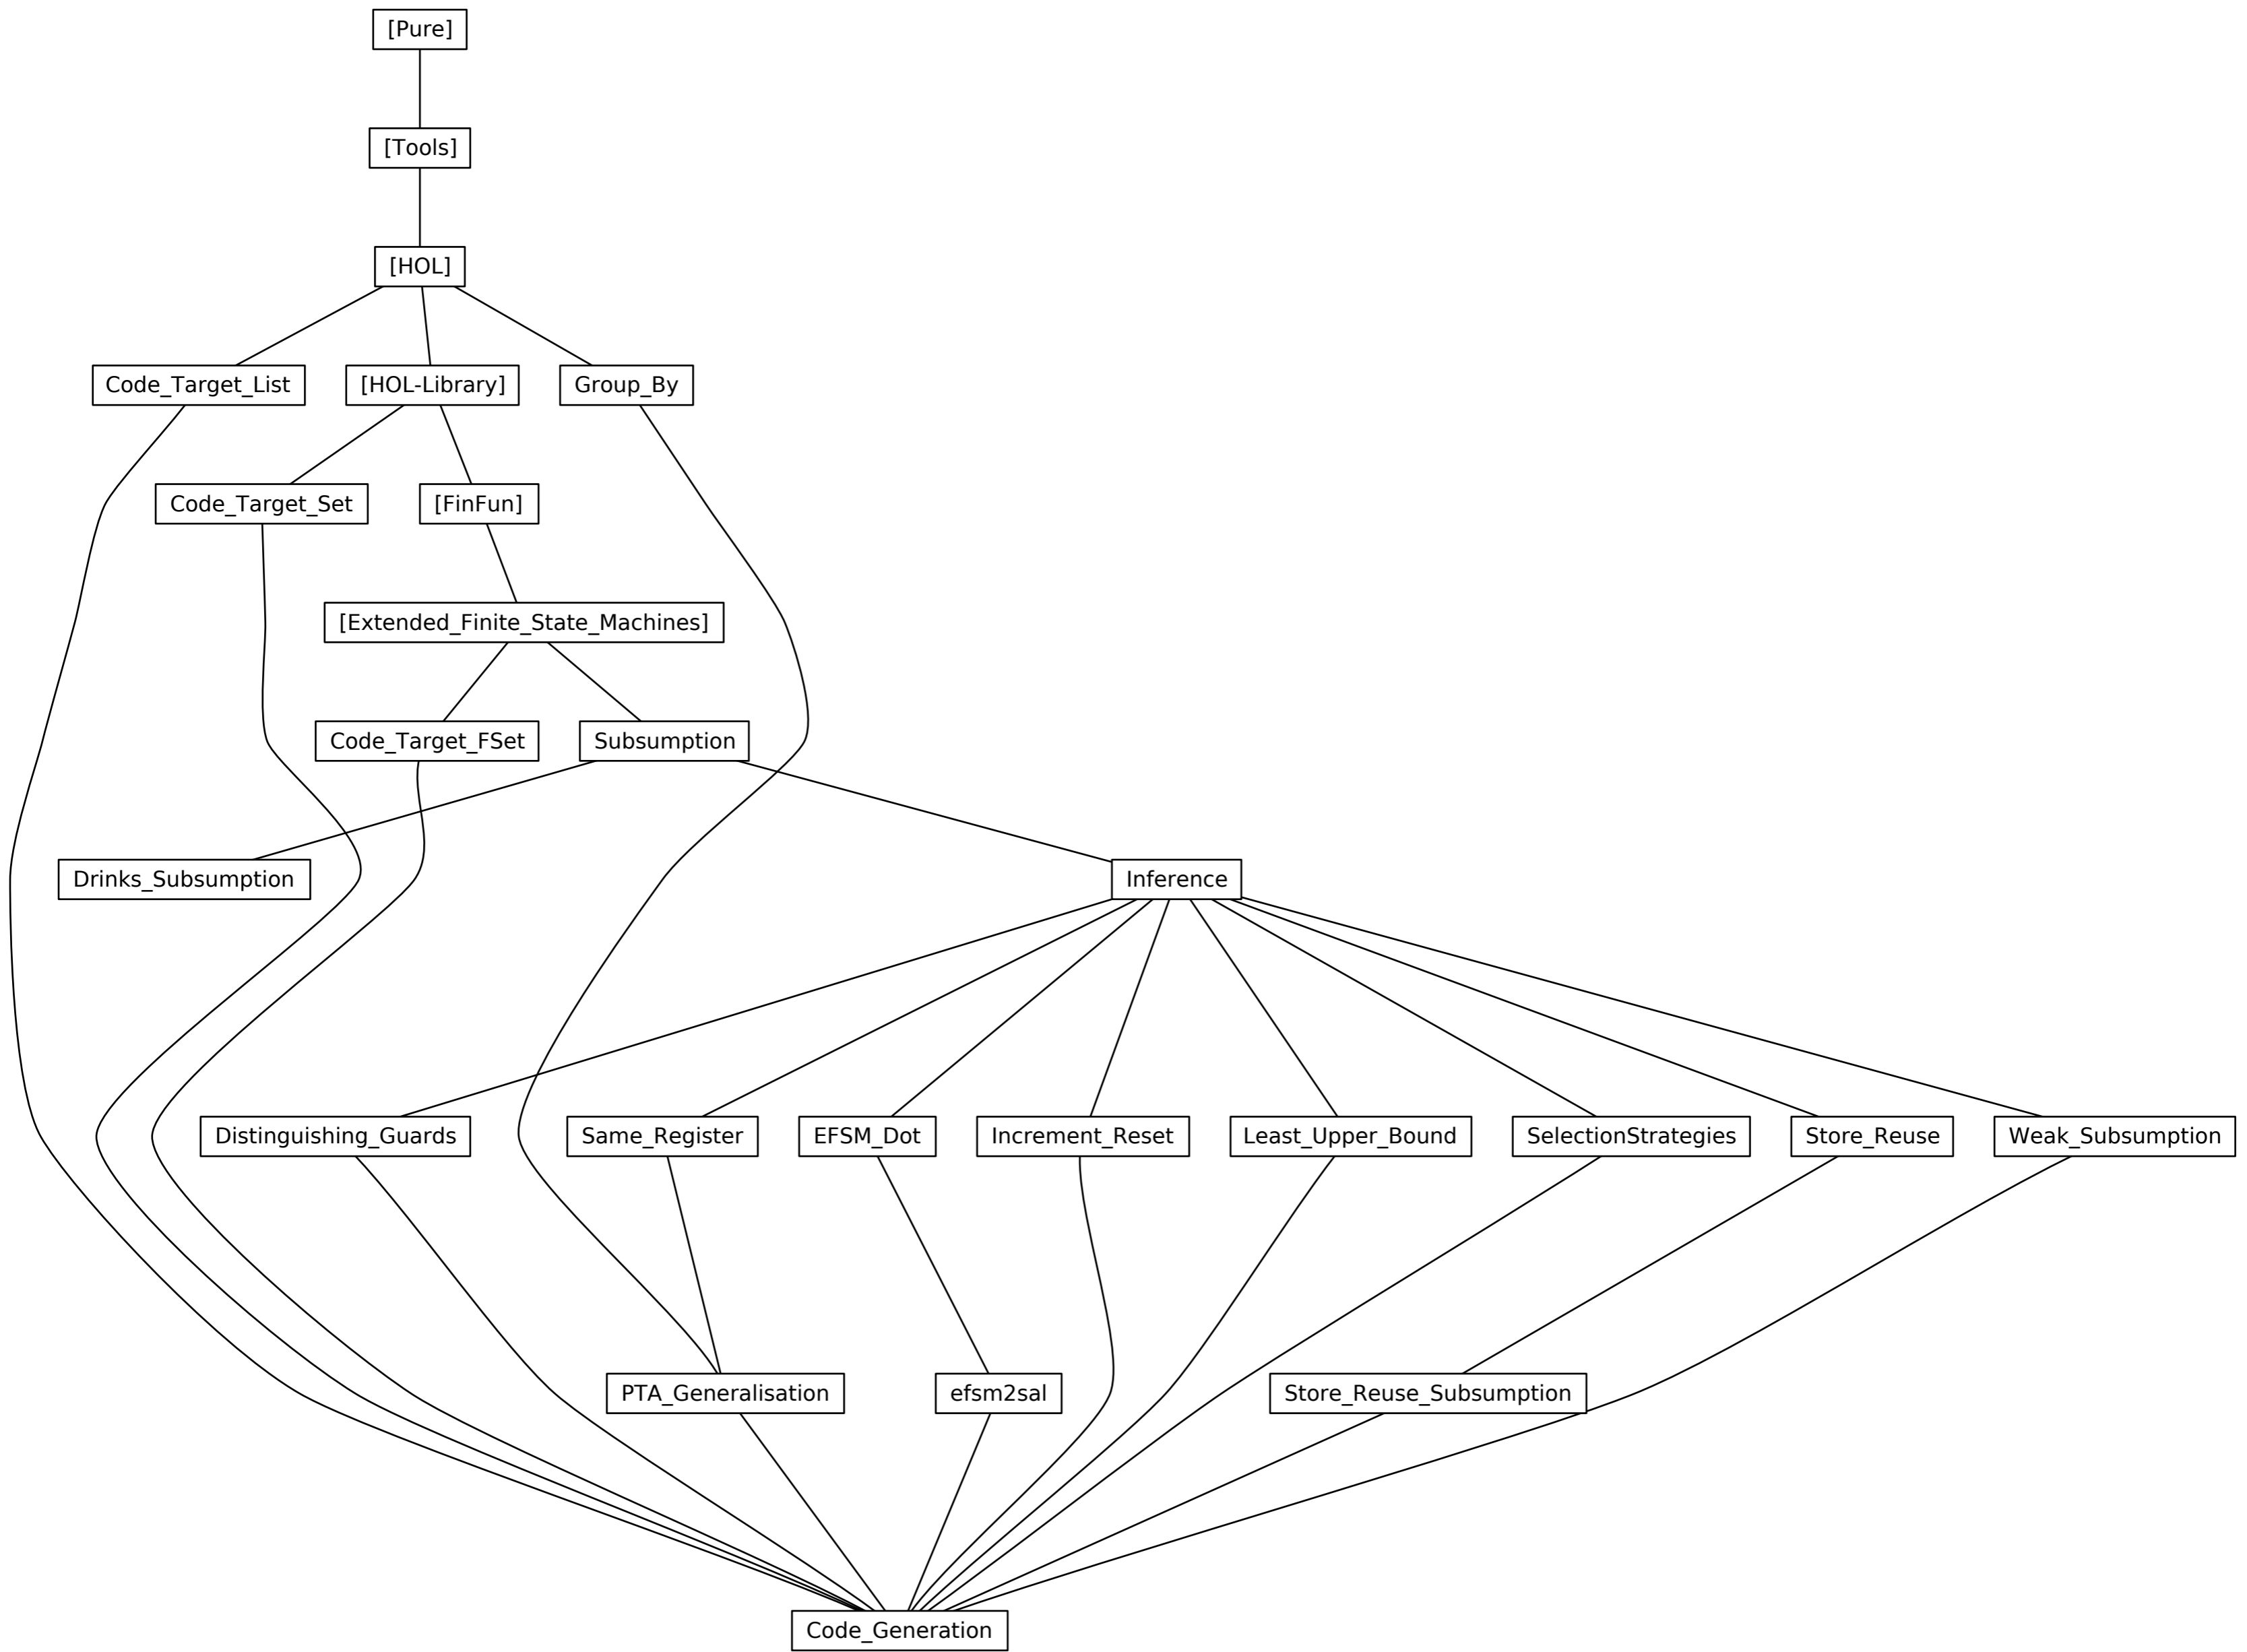 [Pure]
[Tools]
[HOL]
Code_Target_List
[HOL-Library]
Group_By
Code_Target_Set
[FinFun]
[Extended_Finite_State_Machines]
Code_Target_FSet
Subsumption
Drinks_Subsumption
Inference
Distinguishing_Guards
Same_Register
EFSM_Dot
Increment_Reset
Least_Upper_Bound
SelectionStrategies
Store_Reuse
Weak_Subsumption
PTA_Generalisation
efsm2sal
Store_Reuse_Subsumption
Code_Generation